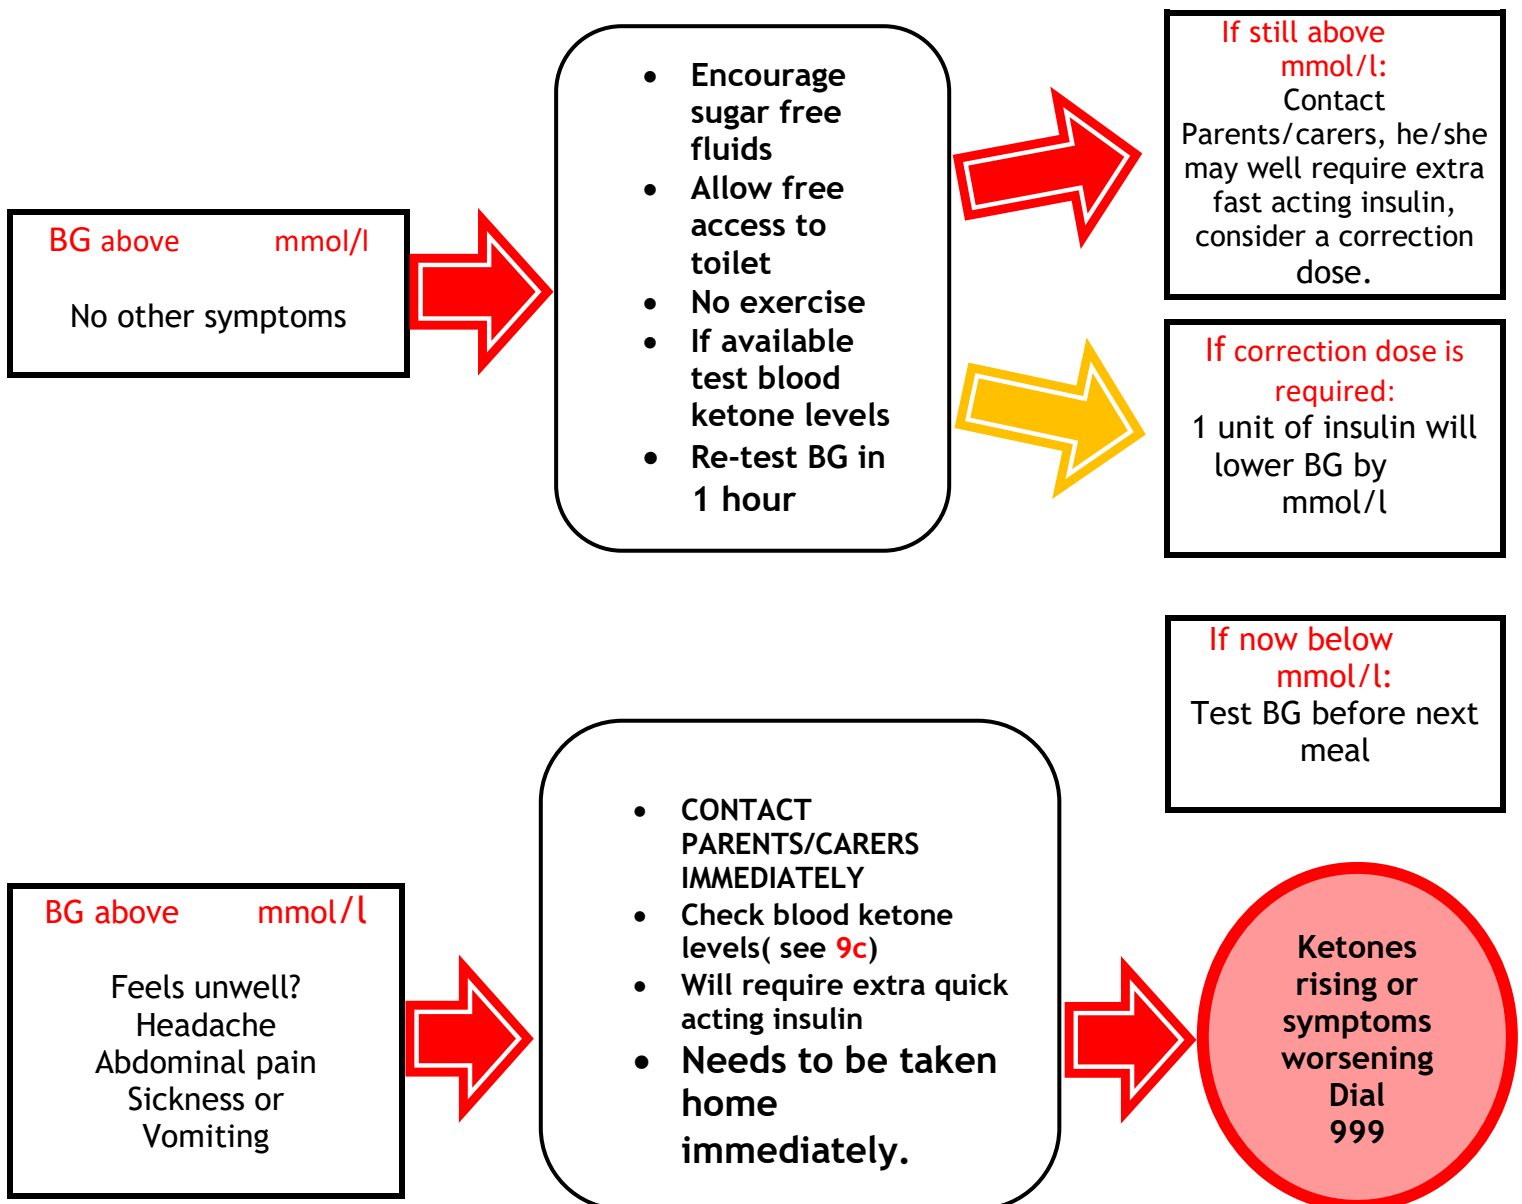 BG above mmol/l
No other symptoms
• Encourage
sugar free
fluids
• Allow free
access to
toilet
• No exercise
• If available
test blood
ketone levels
• Re-test BG in
1 hour
If still above
mmol/l:
Contact
Parents/carers, he/she
may well require extra
fast acting insulin,
consider a correction
dose.
If correction dose is
required:
1 unit of insulin will
lower BG by
mmol/l
If now below
mmol/l:
Test BG before next
meal
BG above mmol/l
Feels unwell?
Headache
Abdominal pain
Sickness or
Vomiting
• CONTACT
PARENTS/CARERS
IMMEDIATELY
• Check blood ketone
levels( see 9c)
• Will require extra quick
acting insulin
• Needs to be taken
home
immediately.
Ketones
rising or
symptoms
worsening
Dial
999